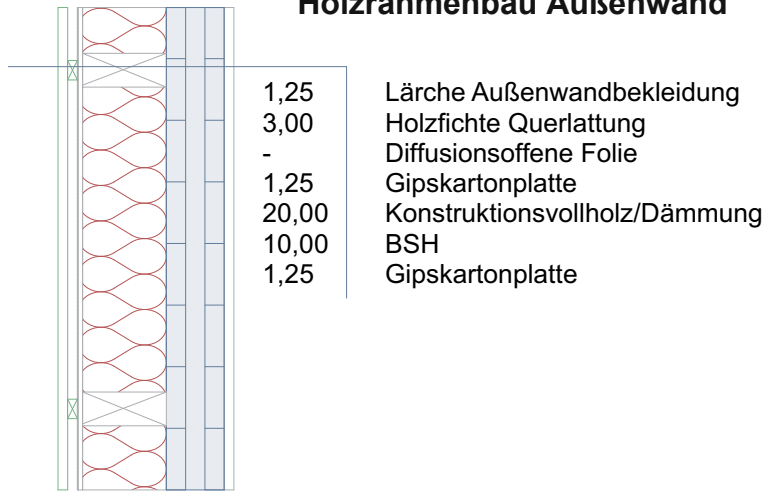 Holzrahmenbau Außenwand
1,25 Lärche Außenwandbekleidung
3,00 Holzfichte Querlattung
- Diffusionsoffene Folie
1,25 Gipskartonplatte
20,00 Konstruktionsvollholz/Dämmung
10,00 BSH
1,25 Gipskartonplatte